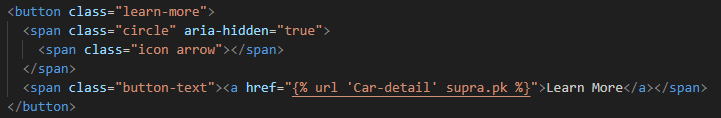 <button class="learn-more">
<span class="circle" aria-hidden="true">
<span class="icon arrow"></span>
</span>
<span class="button-text"><a href="{% url 'Car-detail' supra.pk %}">Learn More</a></span>
</button>